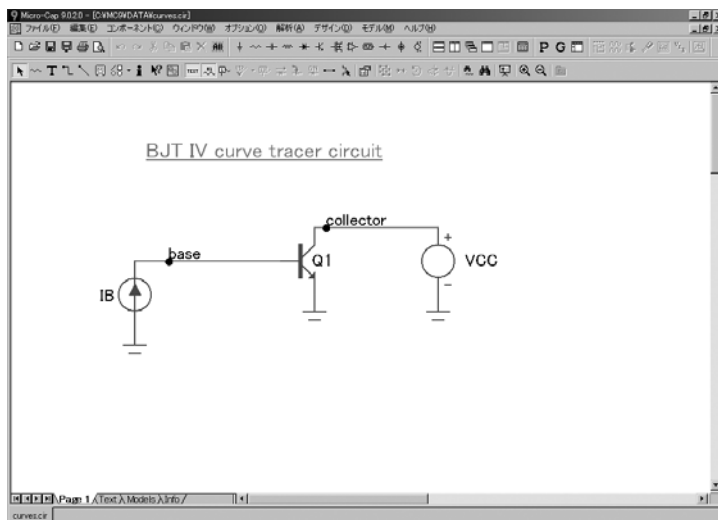 Micro-Cap 9.0.2.0 - [C:¥MC9¥DATA¥curves.cir]
ファイル(F) 編集(E) コンポーネント(C) ウィンドウ(W) オプション(O) 解析(A) デザイン(D) モデル(M) ヘルプ(H)
T
TEXT
P G
BJT IV curve tracer circuit
collector
base
Q1
+
VCC
IB
-
Page 1 Text Models Info
curves.cir